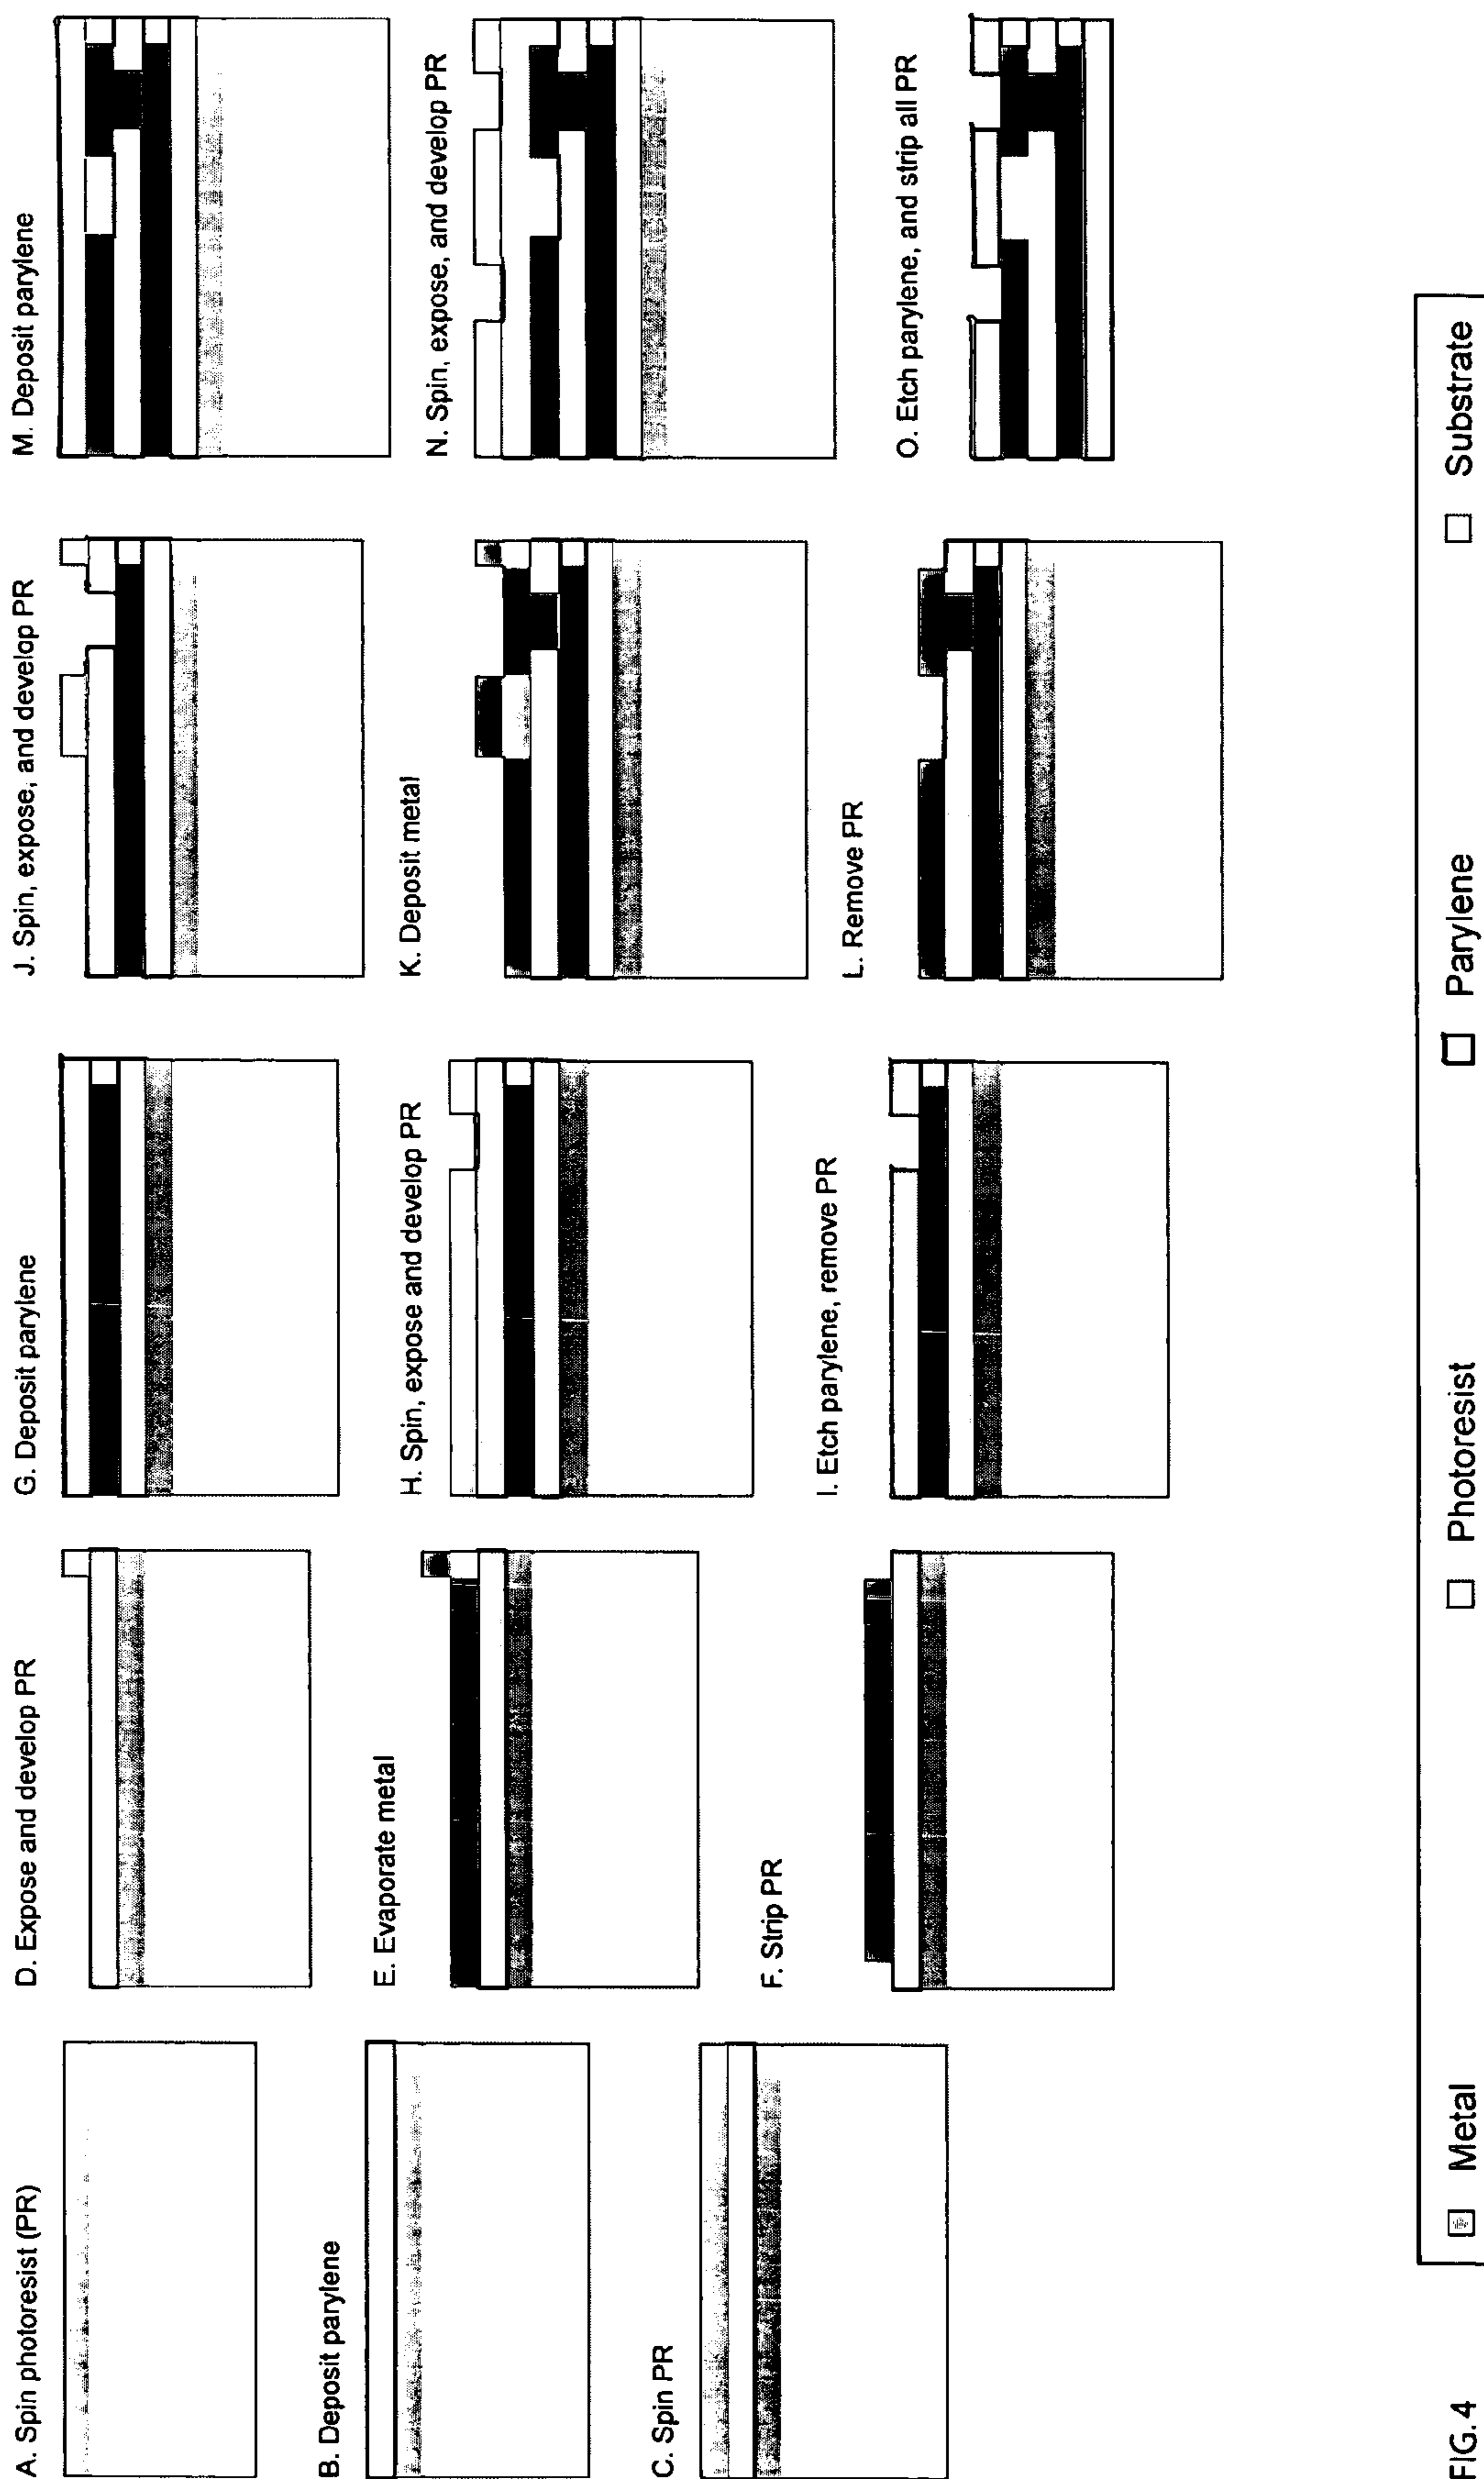 A. Spin photoresist (PR)
B. Deposit parylene
C. Spin PR
D. Expose and develop PR
E. Evaporate metal
F. Strip PR
G. Deposit parylene
H. Spin, expose and develop PR
I. Etch parylene, remove PR
J. Spin, expose, and develop PR
K. Deposit metal
L. Remove PR
M. Deposit parylene
N. Spin, expose, and develop PR
O. Etch parylene, and strip all PR
FIG.4
Metal
Photoresist
Parylene
Substrate